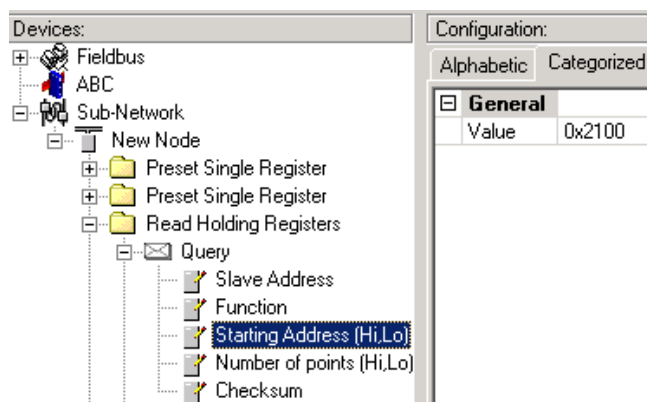 Devices:
Fieldbus
ABC
Sub-Network
New Node
Preset Single Register
Preset Single Register
Read Holding Registers
Query
Slave Address
Function
Starting Address (Hi,Lo)
Number of points (Hi,Lo)
Checksum
Configuration:
Alphabetic Categorized
General
Value 0x2100